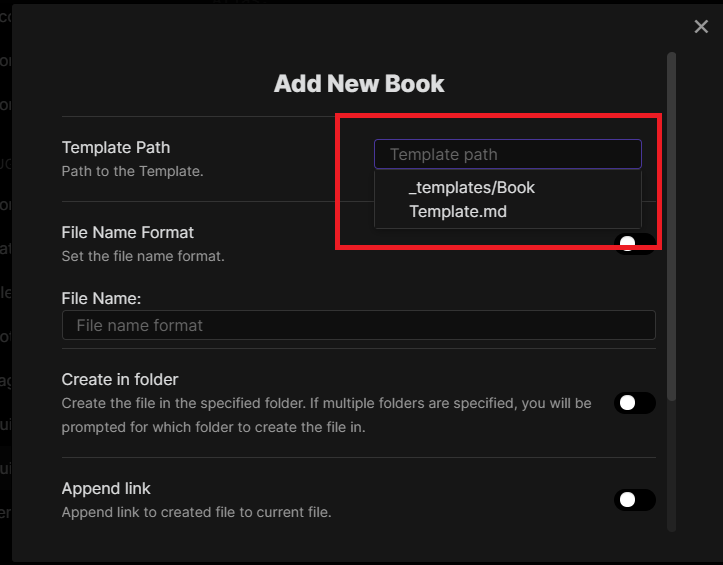 Add New Book
Template Path
Path to the Template.
Template path
_templates/Book
Template.md
File Name Format
Set the file name format.
File Name:
File name format
Create in folder
Create the file in the specified folder. If multiple folders are specified, you will be
prompted for which folder to create the file in.
Append link
Append link to created file to current file.